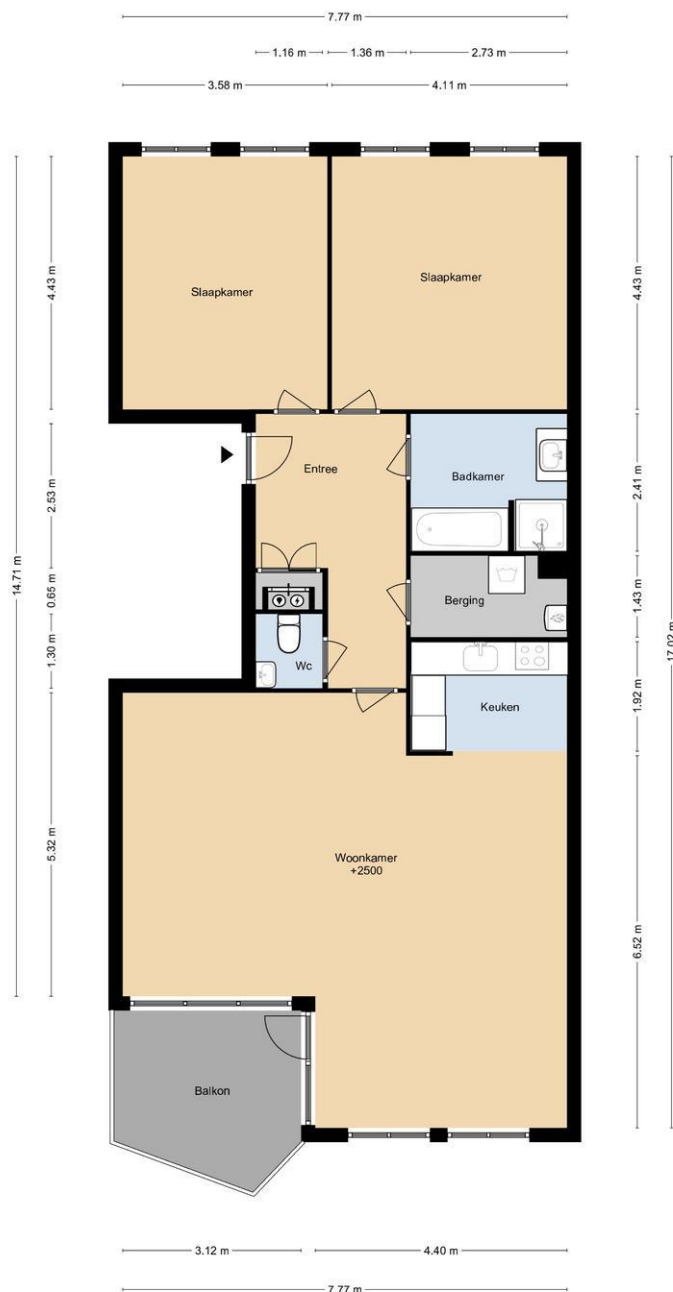 7.77 m
1.16 m
1.36 m
2.73 m
3.58 m
4.11 m
4.43 m
4.43 m
Slaapkamer
Slaapkamer
Entree
Badkamer
2.53 m
2.41 m
14.71 m
0.65 m
Berging
1.43 m
17.02 m
1.30 m
Wc
Keuken
1.92 m
5.32 m
Woonkamer
+2500
6.52 m
Balkon
3.12 m
4.40 m
7.77 m